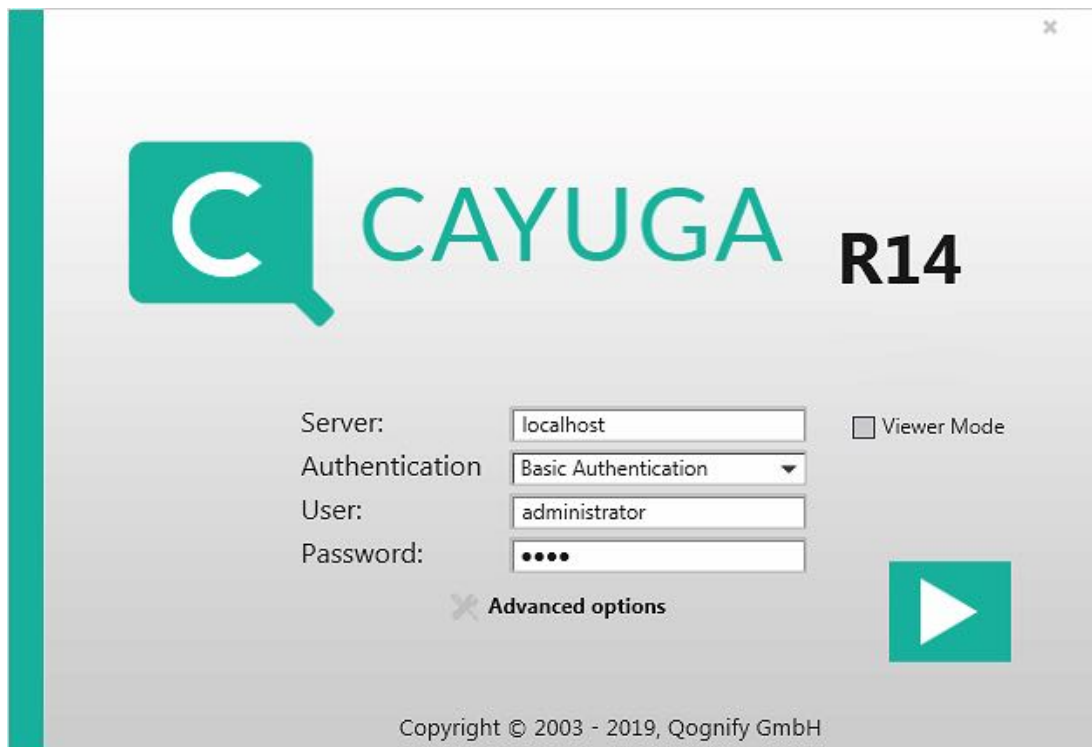 C CAYUGA R14
Server: localhost Viewer Mode
Authentication Basic Authentication
User: administrator
Password: ••••
Advanced options
Copyright © 2003 - 2019, Qognify GmbH